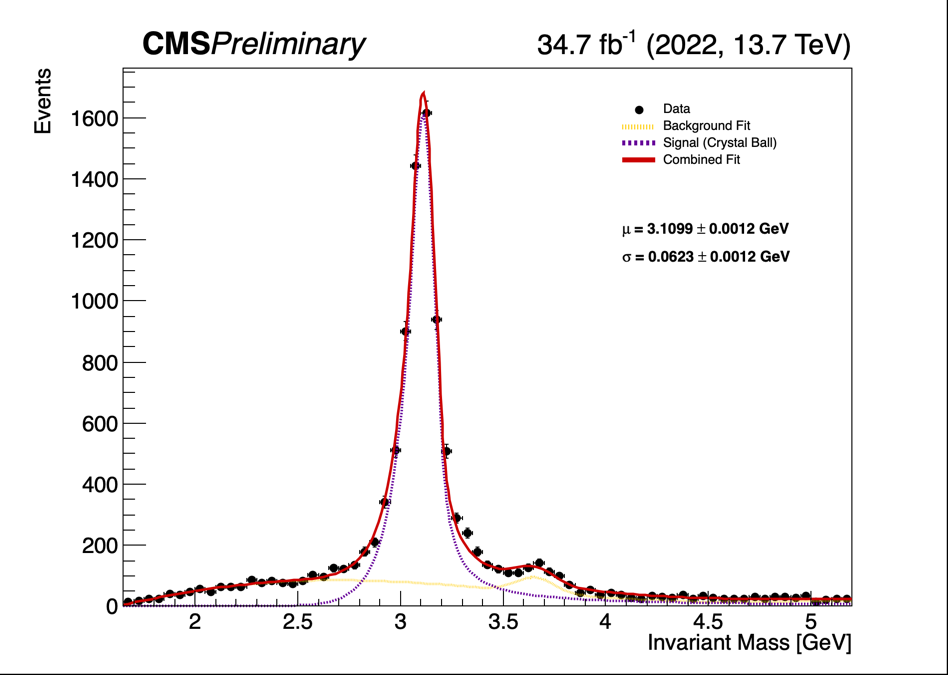 CMSPreliminary 34.7 fb⁻¹ (2022, 13.7 TeV)
Events
1600
1400
1200
1000
800
600
400
200
0
Data
Background Fit
Signal (Crystal Ball)
Combined Fit
μ = 3.1099 ± 0.0012 GeV
σ = 0.0623 ± 0.0012 GeV
2 2.5 3 3.5 4 4.5 5
Invariant Mass [GeV]